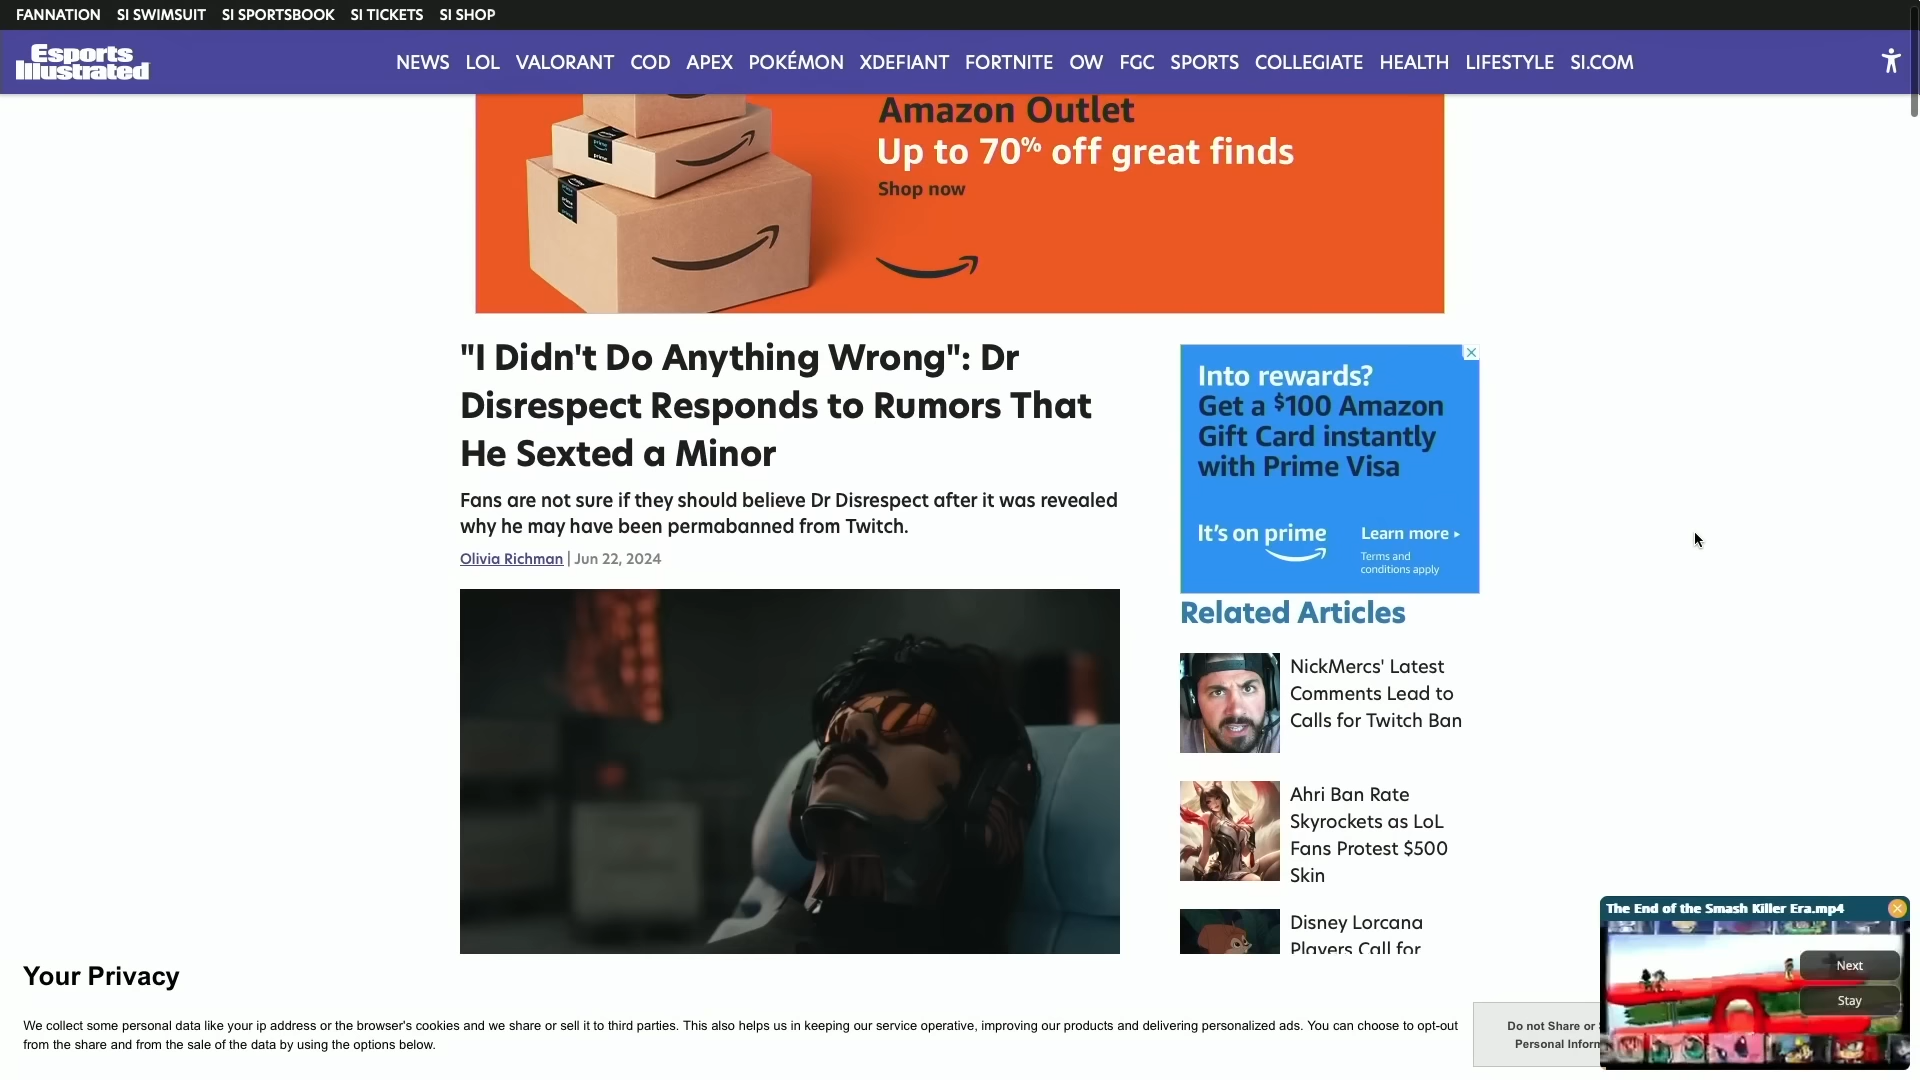 FANNATION SI SWIMSUIT SI SPORTSBOOK SI TICKETS SI SHOP
Esports
Illustrated
NEWS LOL VALORANT COD APEX POKÉMON XDEFIANT FORTNITE OW FGC SPORTS COLLEGIATE HEALTH LIFESTYLE SI.COM
Amazon Outlet
Up to 70% off great finds
Shop now
prime
prime
"I Didn't Do Anything Wrong": Dr
Disrespect Responds to Rumors That
He Sexted a Minor
Fans are not sure if they should believe Dr Disrespect after it was revealed
why he may have been permabanned from Twitch.
Olivia Richman | Jun 22, 2024
Into rewards?
Get a $100 Amazon
Gift Card instantly
with Prime Visa
It's on prime
Learn more
Terms and
conditions apply
Related Articles
NickMercs' Latest
Comments Lead to
Calls for Twitch Ban
Ahri Ban Rate
Skyrockets as LoL
Fans Protest $500
Skin
Disney Lorcana
Players Call for
The End of the Smash Killer Era.mp4
Next
Stay
Your Privacy
We collect some personal data like your ip address or the browser's cookies and we share or sell it to third parties. This also helps us in keeping our service operative, improving our products and delivering personalized ads. You can choose to opt-out
from the share and from the sale of the data by using the options below.
Do not Share or
Personal Inform